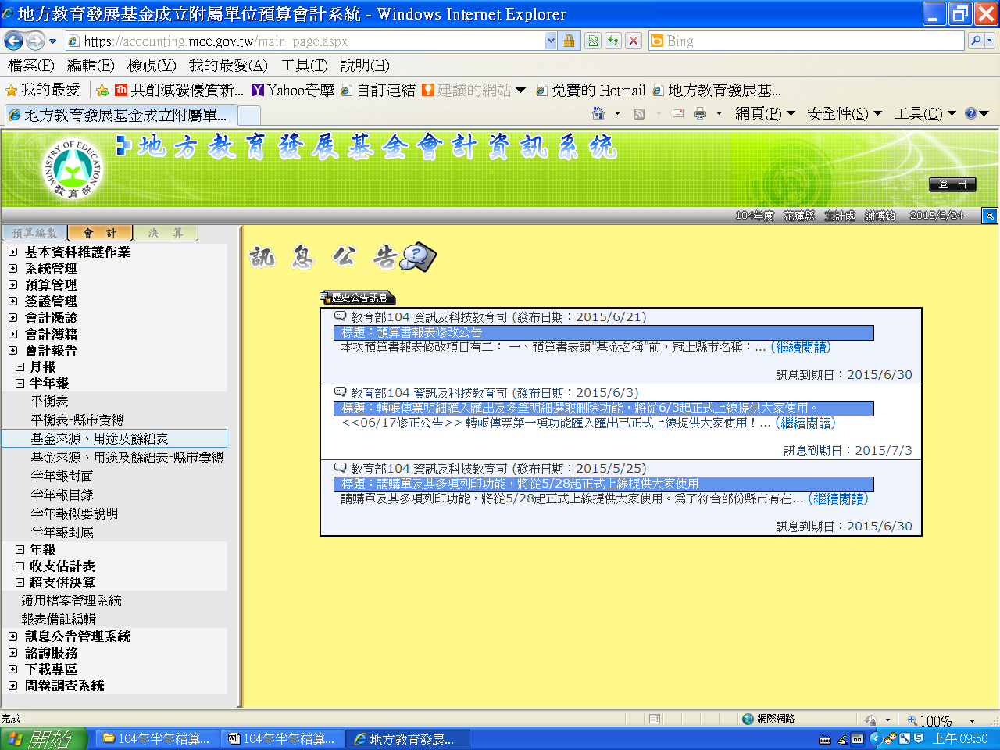 地方教育發展基金成立附屬單位預算會計系統 - Windows Internet Explorer
https://accounting.moe.gov.tw/main_page.aspx
Bing
檔案(F) 編輯(E) 檢視(V) 我的最愛(A) 工具(T) 說明(H)
我的最愛 共創減碳優質新... Yahoo奇摩 自訂連結 建議的網站 免費的 Hotmail 地方教育發展基...
地方教育發展基金成立附屬單... 網頁(P) 安全性(S) 工具(O)
MINISTRY OF EDUCATION
教育部
地方教育發展基金會計資訊系統
登 出
104年度 花蓮縣 主計處 謝博鈞 2015/6/24
預算編製 會 計 決 算
基本資料維護作業
系統管理
預算管理
簽證管理
會計憑證
會計簿籍
會計報告
月報
半年報
平衡表
平衡表-縣市彙總
基金來源、用途及餘絀表
基金來源、用途及餘絀表-縣市彙總
半年報封面
半年報目錄
半年報概要說明
半年報封底
年報
收支估計表
超支併決算
通用檔案管理系統
報表備註編輯
訊息公告管理系統
諮詢服務
下載專區
問卷調查系統
訊息公告
歷史公告訊息
教育部104 資訊及科技教育司 (發布日期：2015/6/21)
標題：預算書報表修改公告
本次預算書報表修改項目有二： 一、預算書表頭"基金名稱"前，冠上縣市名稱：... (繼續閱讀)
訊息到期日：2015/6/30
教育部104 資訊及科技教育司 (發布日期：2015/6/3)
標題：轉帳傳票明細匯入匯出及多筆明細選取刪除功能，將從6/3起正式上線提供大家使用。
<<06/17修正公告>> 轉帳傳票第一項功能匯入匯出已正式上線提供大家使用！... (繼續閱讀)
訊息到期日：2015/7/3
教育部104 資訊及科技教育司 (發布日期：2015/5/25)
標題：請購單及其多項列印功能，將從5/28起正式上線提供大家使用
請購單及其多項列印功能，將從5/28起正式上線提供大家使用。為了符合部份縣市有在... (繼續閱讀)
訊息到期日：2015/6/30
完成 網際網路 100%
開始 104年半年結算... 104年半年結算... 地方教育發展... 上午 09:50